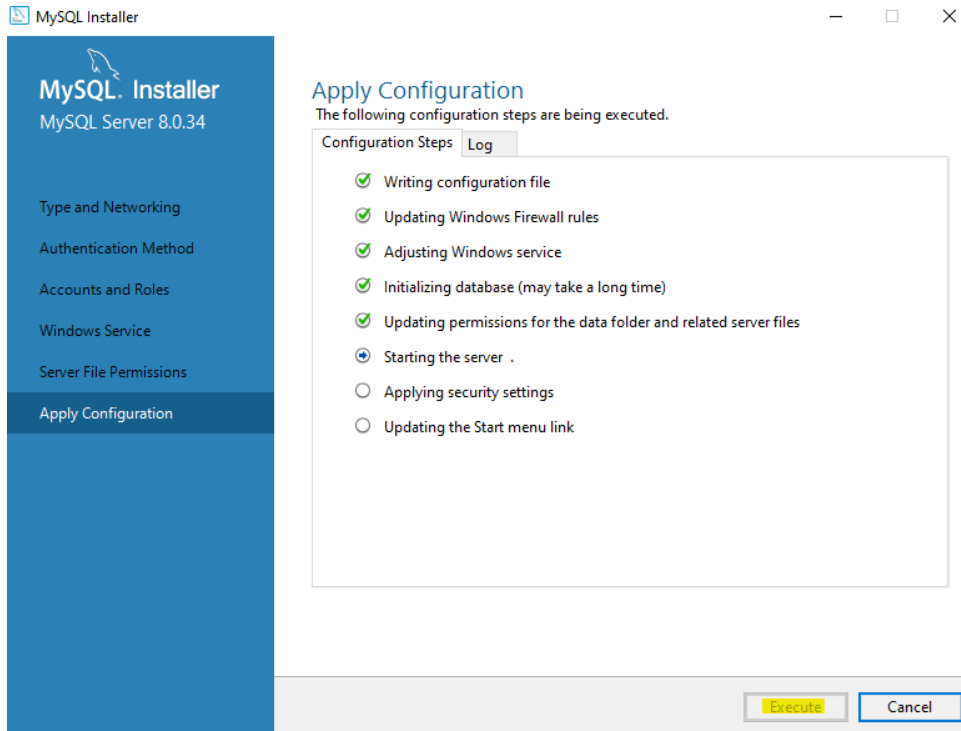 MySQL Installer
MySQL. Installer
MySQL Server 8.0.34
Type and Networking
Authentication Method
Accounts and Roles
Windows Service
Server File Permissions
Apply Configuration
Apply Configuration
The following configuration steps are being executed.
Configuration Steps Log
Writing configuration file
Updating Windows Firewall rules
Adjusting Windows service
Initializing database (may take a long time)
Updating permissions for the data folder and related server files
Starting the server .
Applying security settings
Updating the Start menu link
Execute Cancel